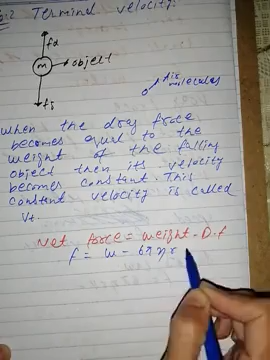 Terminal velocity:
fd
m
object
Air
molecules
fg
when the drag force
becomes equal to the
weight of the falling
object then its velocity
becomes constant. This
constant velocity is called
Vt.
Net force = weight - D.f
f = w - 6πηr